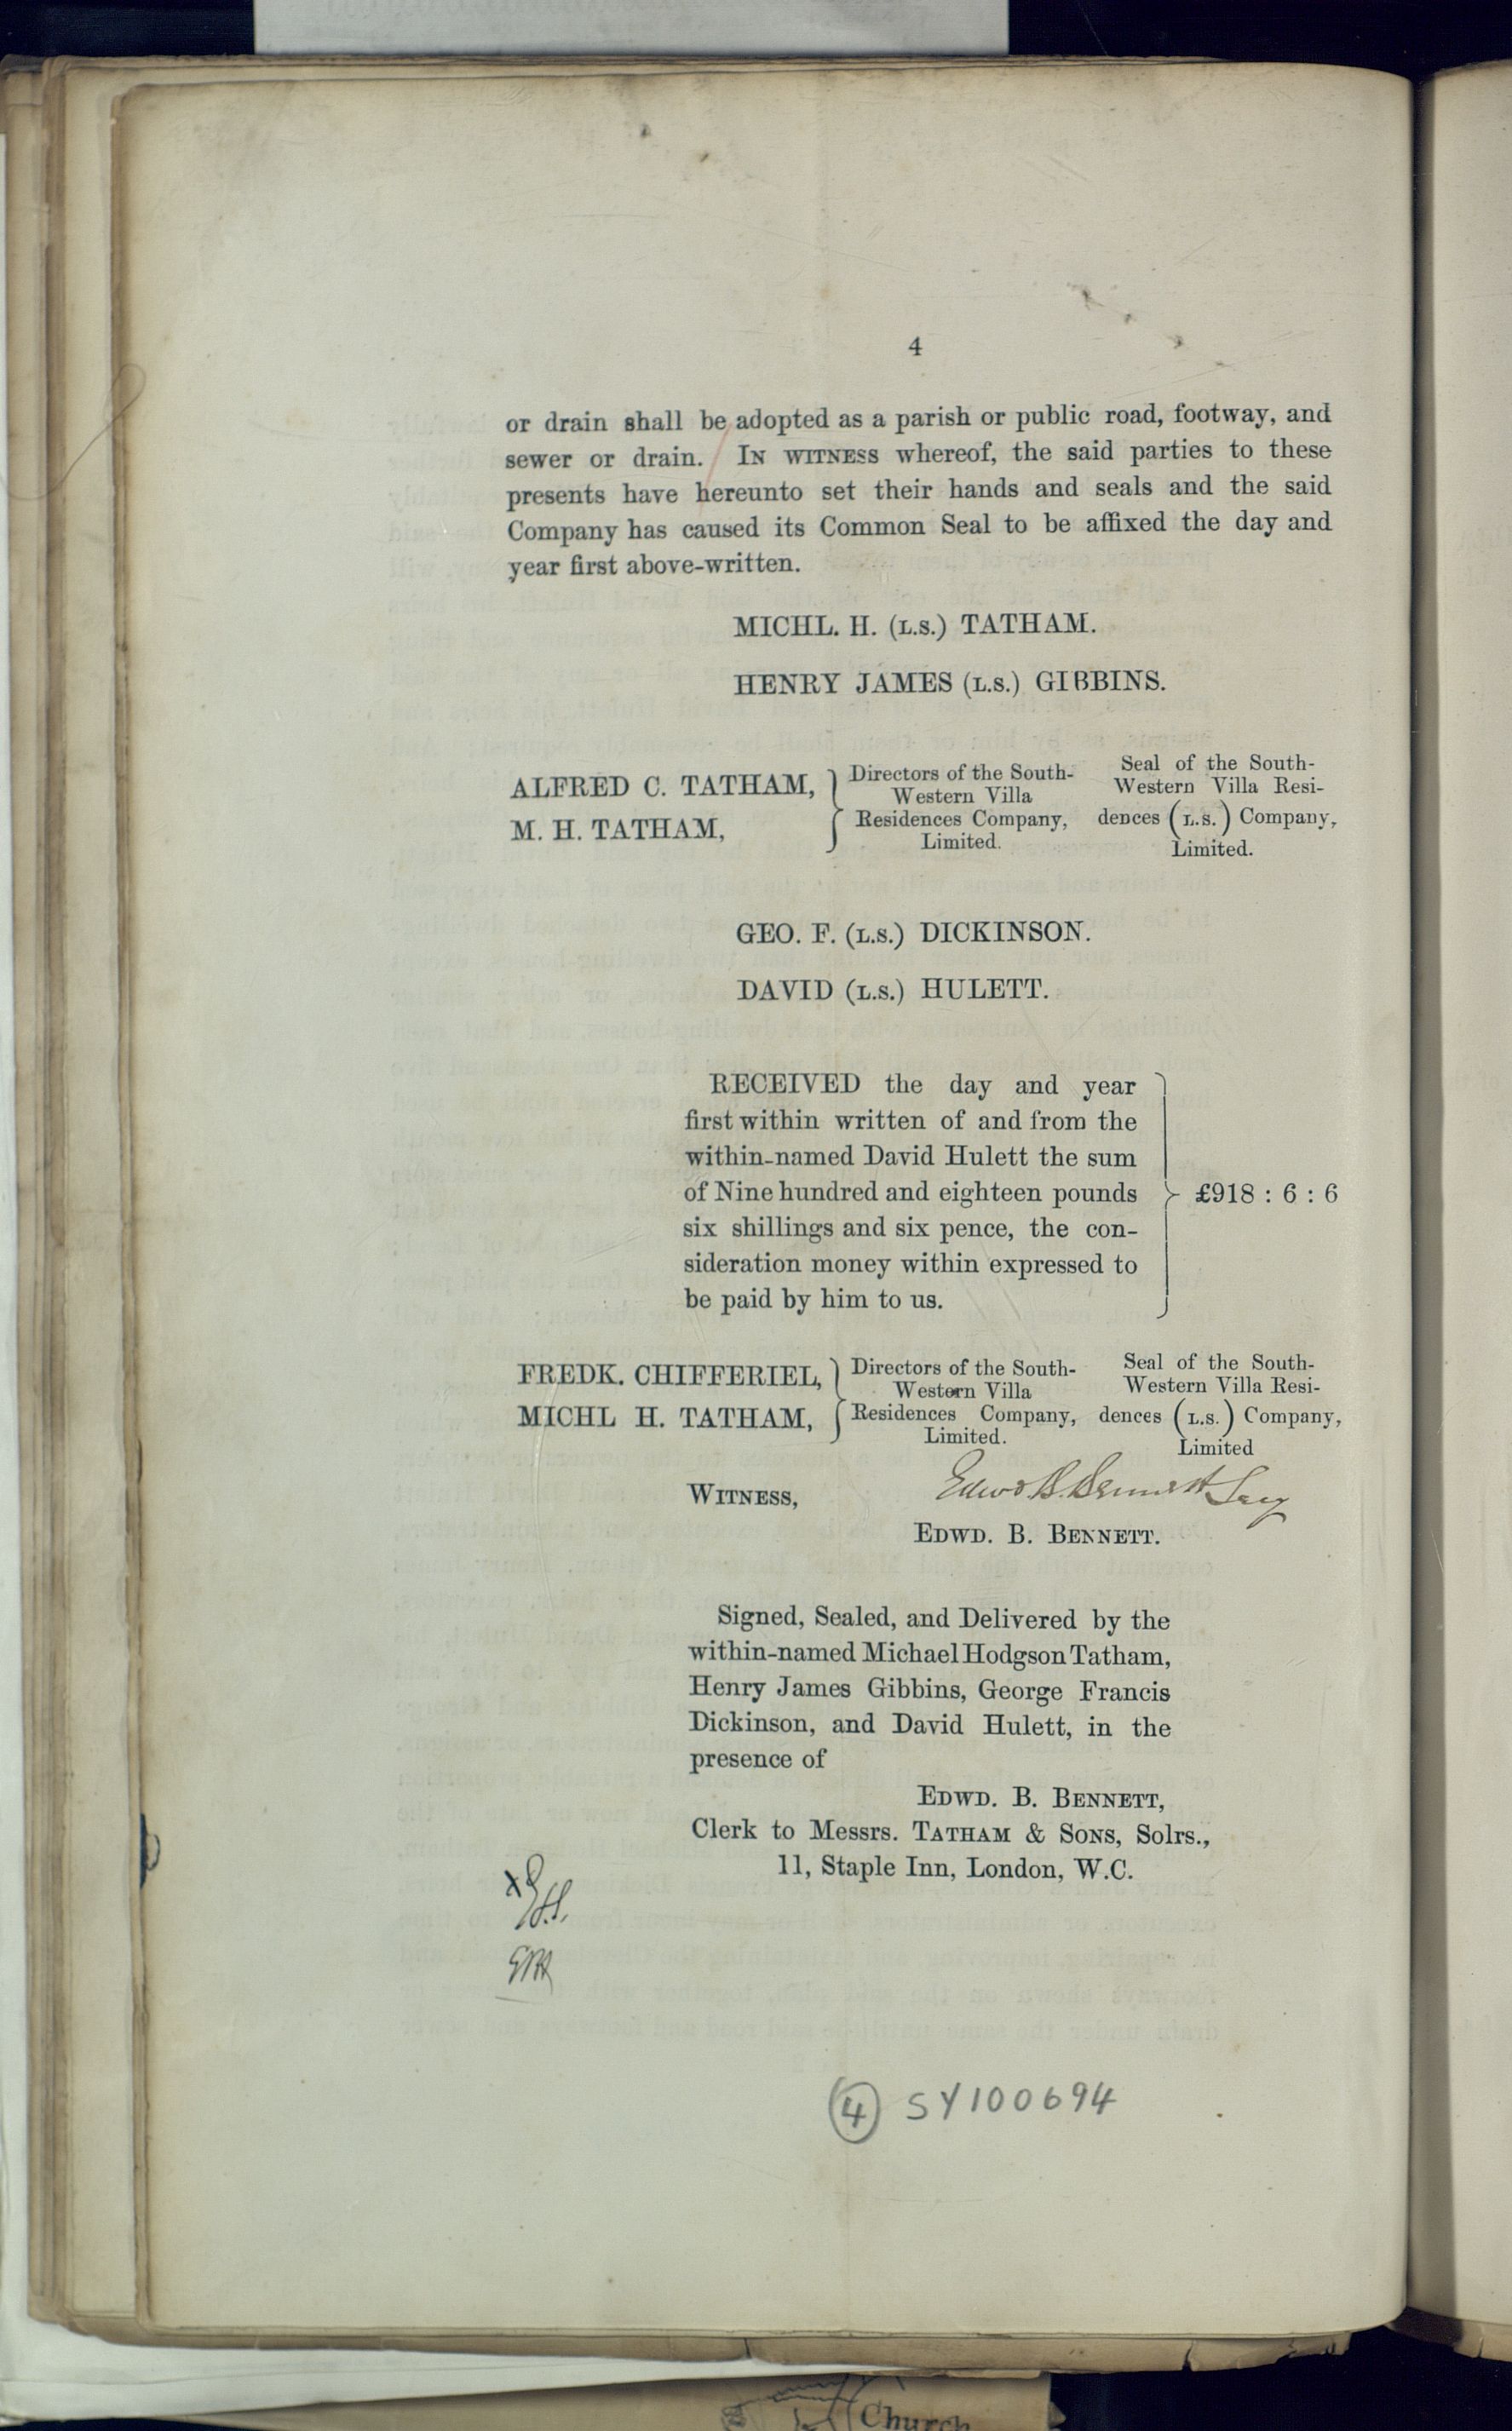 4
or drain shall be adopted as a parish or public road, footway, and
sewer or drain. IN WITNESS whereof, the said parties to these
presents have hereunto set their hands and seals and the said
Company has caused its Common Seal to be affixed the day and
year first above-written.
MICHL. H. (L.S.) TATHAM.
HENRY JAMES (L.S.) GIBBINS.
ALFRED C. TATHAM,
M. H. TATHAM,
Directors of the South-
Western Villa
Residences Company,
Limited.
Seal of the South-
Western Villa Resi-
dences (L.S.) Company,
Limited.
GEO. F. (L.S.) DICKINSON.
DAVID (L.S.) HULETT.
RECEIVED the day and year
first within written of and from the
within-named David Hulett the sum
of Nine hundred and eighteen pounds
six shillings and six pence, the con-
sideration money within expressed to
be paid by him to us.
£918 : 6 : 6
FREDK. CHIFFERIEL,
MICHL H. TATHAM,
Directors of the South-
Western Villa
Residences Company,
Limited.
Seal of the South-
Western Villa Resi-
dences (L.S.) Company,
Limited
Edwd B. Bennett
WITNESS,
EDWD. B. BENNETT.
Signed, Sealed, and Delivered by the
within-named Michael Hodgson Tatham,
Henry James Gibbins, George Francis
Dickinson, and David Hulett, in the
presence of
EDWD. B. BENNETT,
Clerk to Messrs. TATHAM & SONS, Solrs.,
11, Staple Inn, London, W.C.
4 SY100694
Church